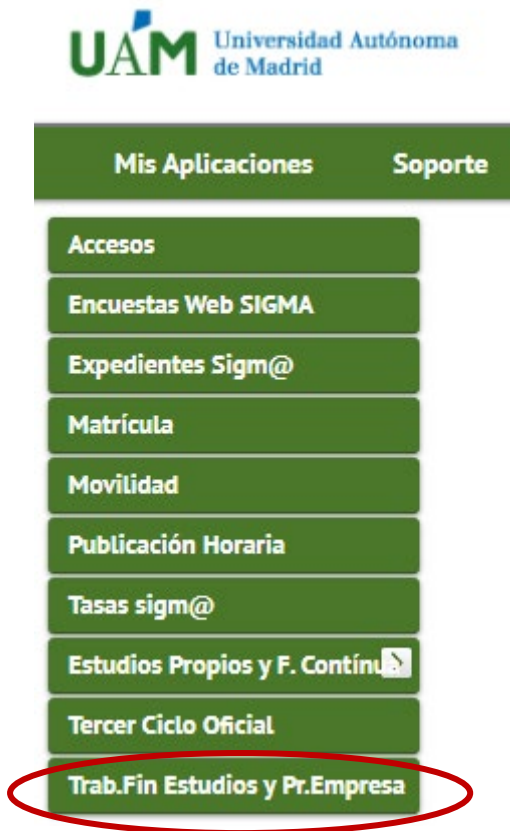 UAM Universidad Autónoma
de Madrid
Mis Aplicaciones Soporte
Accesos
Encuestas Web SIGMA
Expedientes Sigm@
Matrícula
Movilidad
Publicación Horaria
Tasas sigm@
Estudios Propios y F. Contínua
Tercer Ciclo Oficial
Trab.Fin Estudios y Pr.Empresa